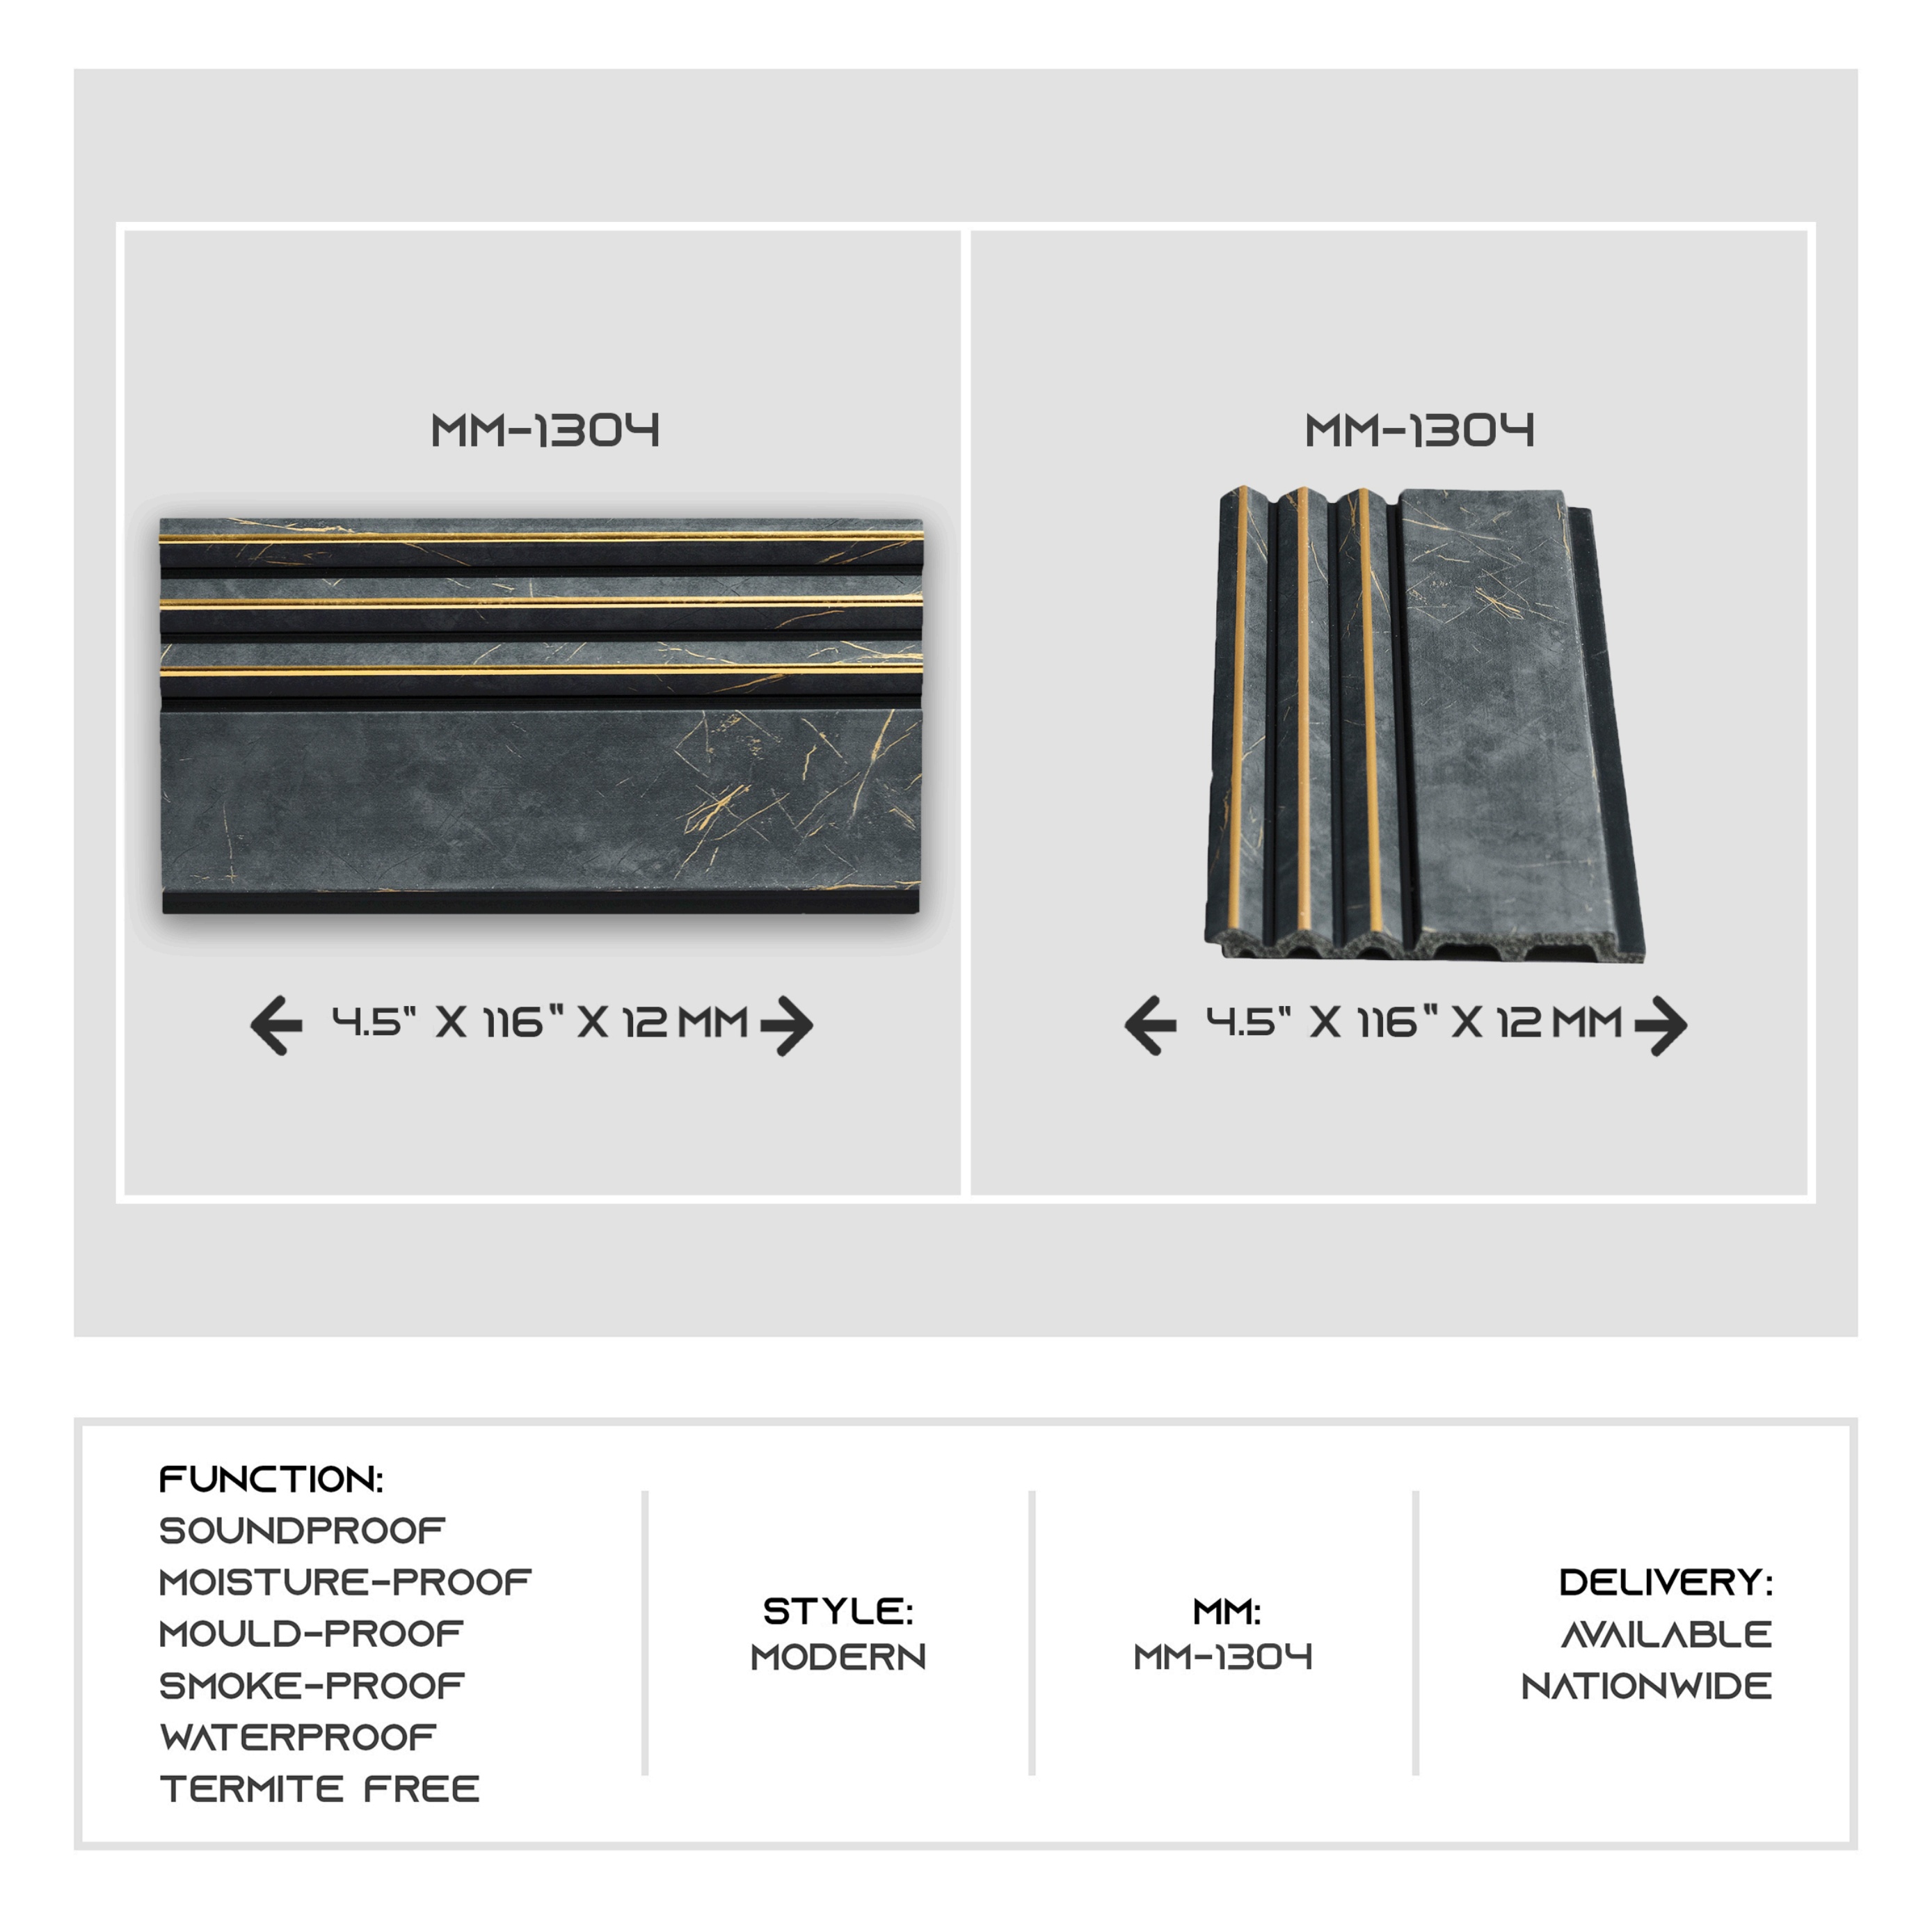 MM-1304
4.5" X 116" X 12 MM
MM-1304
4.5" X 116" X 12 MM
FUNCTION:
SOUNDPROOF
MOISTURE-PROOF
MOULD-PROOF
SMOKE-PROOF
WATERPROOF
TERMITE FREE
STYLE:
MODERN
MM:
MM-1304
DELIVERY:
AVAILABLE
NATIONWIDE